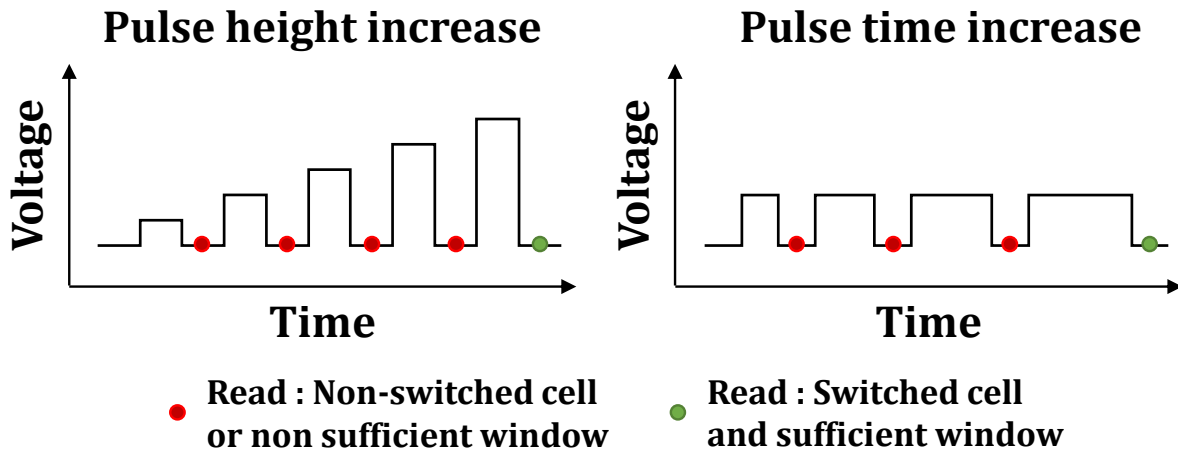 Pulse height increase
Pulse time increase
Voltage
Time
Voltage
Time
Read : Non-switched cell
or non sufficient window
Read : Switched cell
and sufficient window